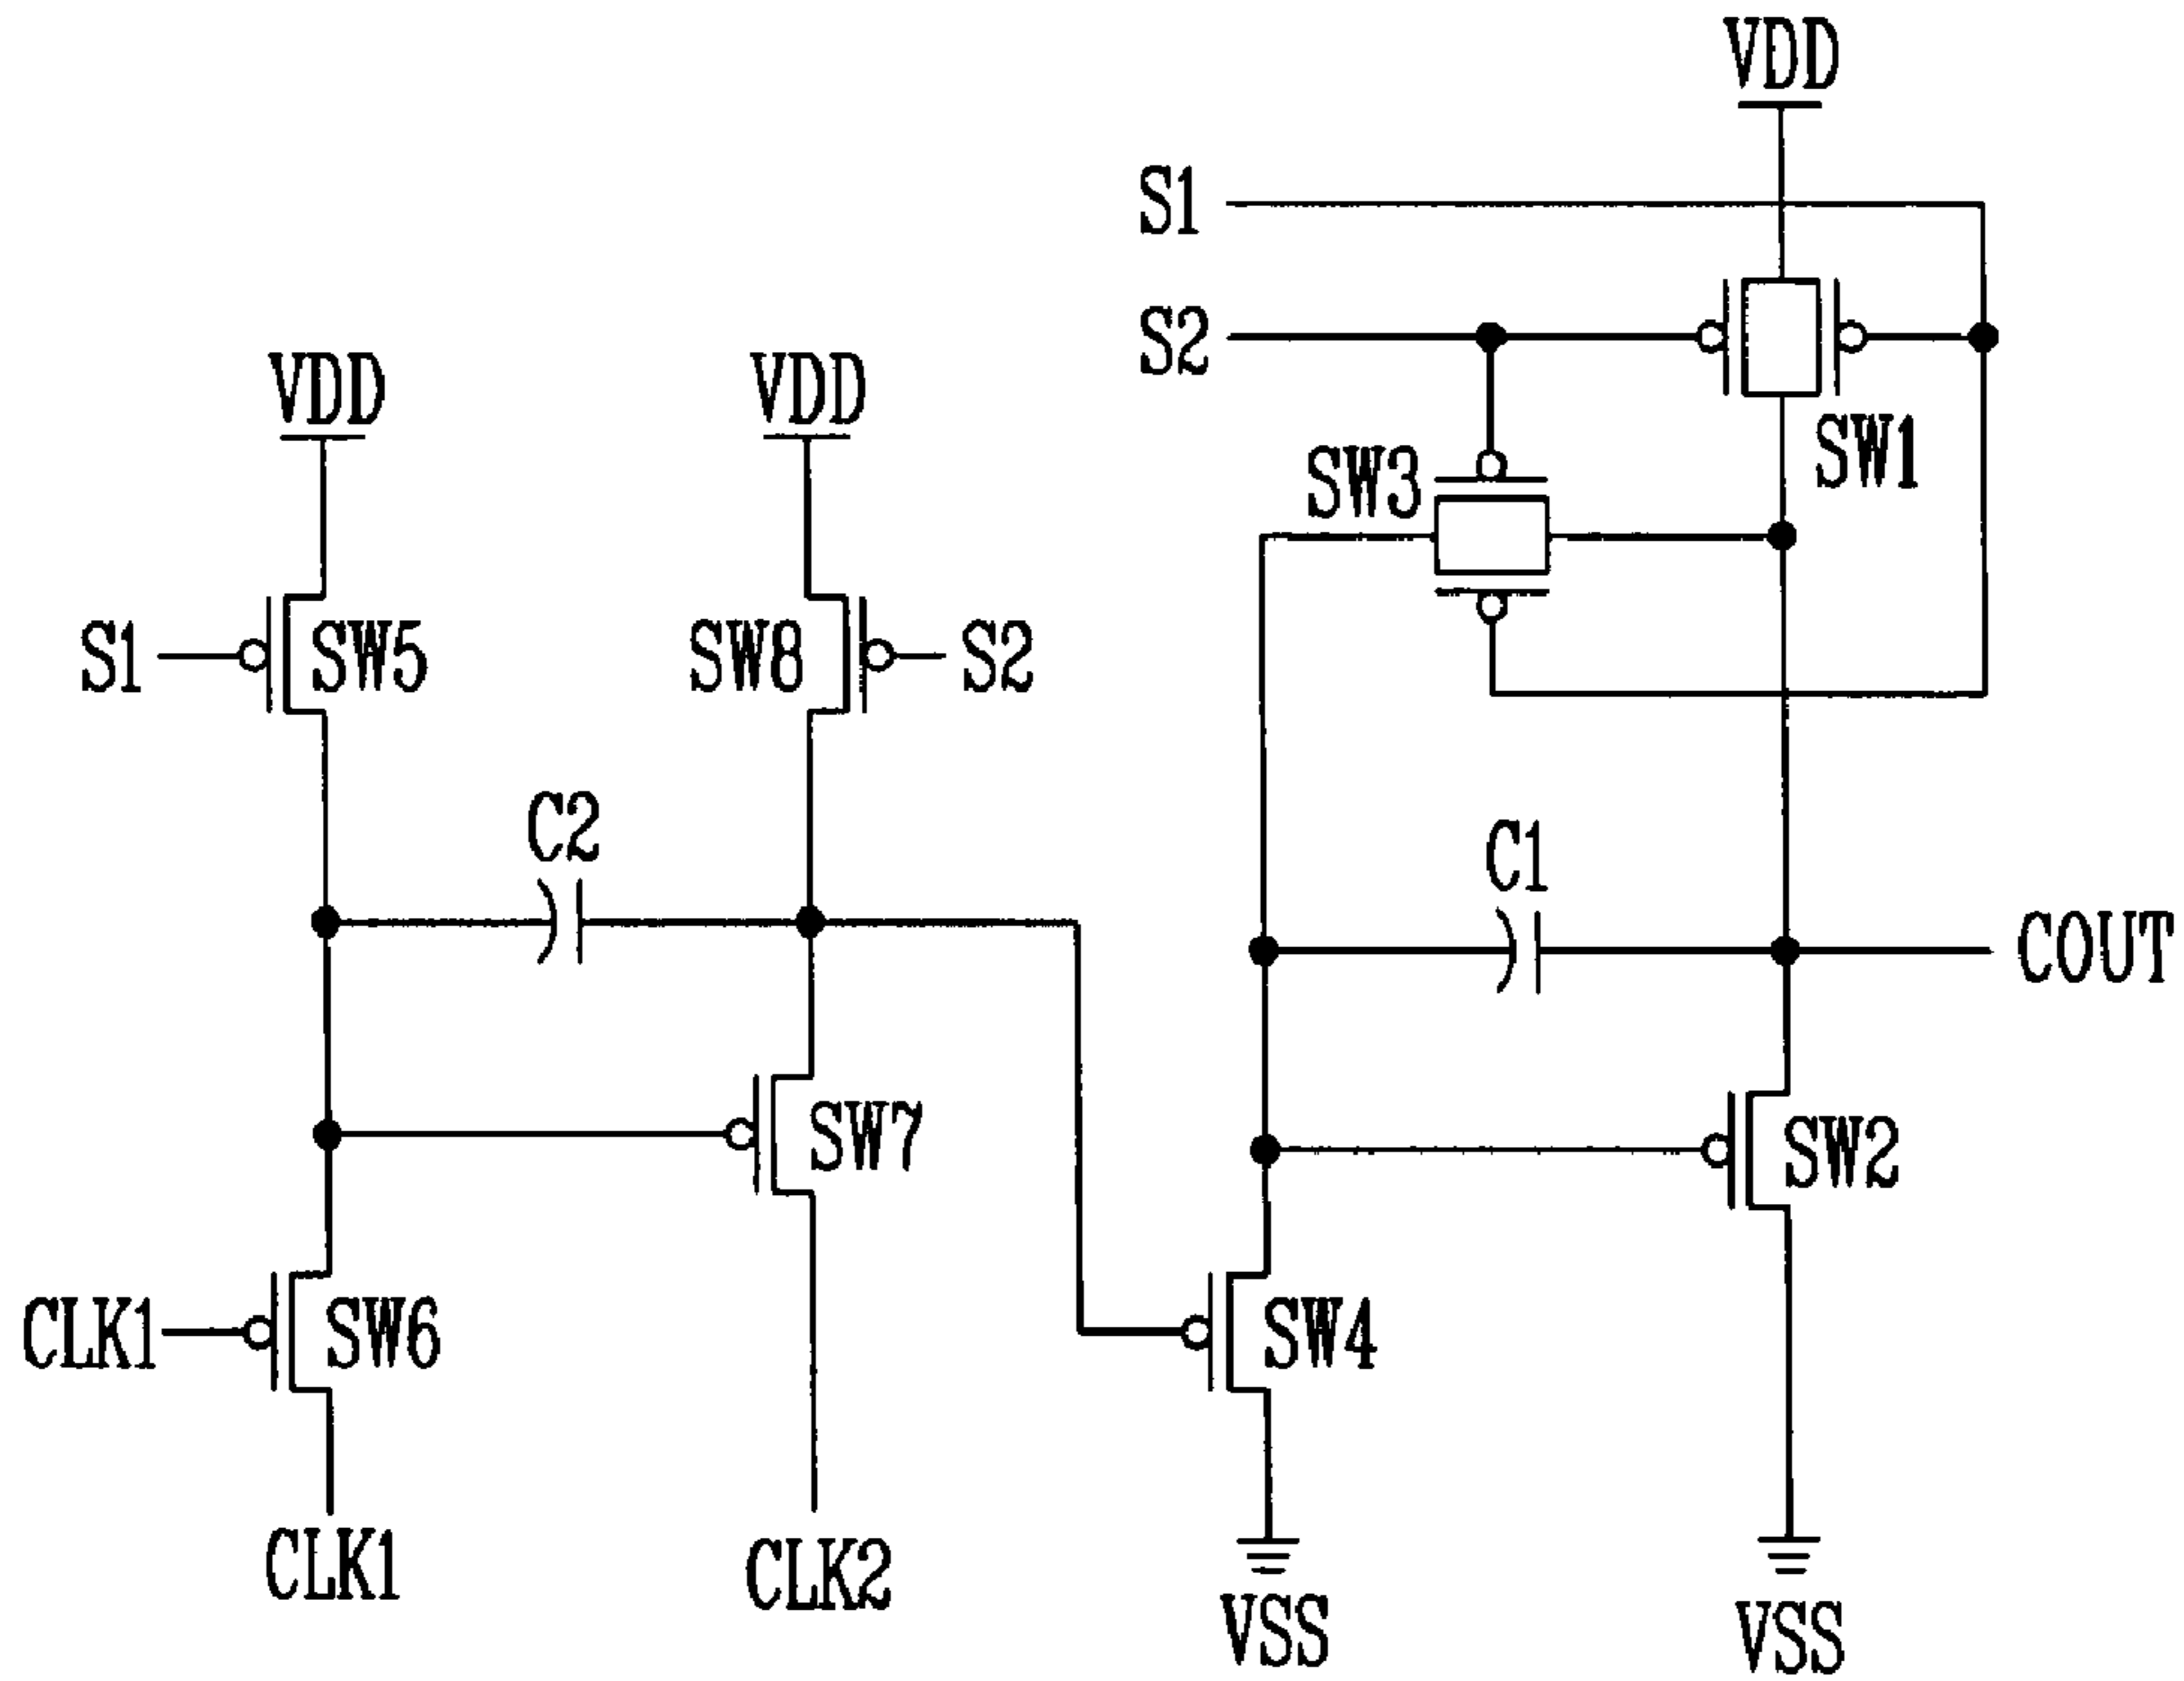 VDD
S1
S2
VDD
VDD
SW1
SW3
S1
SW5
SW8
S2
C2
C1
COUT
SW7
SW2
CLK1
SW6
SW4
CLK1
CLK2
VSS
VSS